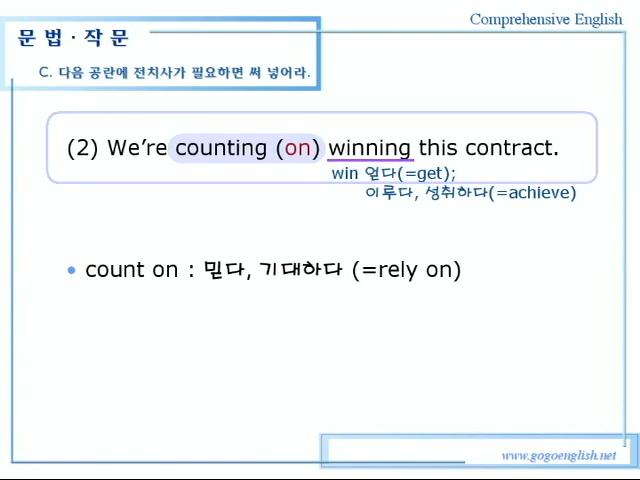 Comprehensive English
문 법 · 작 문
C. 다음 공란에 전치사가 필요하면 써 넣어라.
(2) We're counting (on) winning this contract.
win 얻다(=get);
이루다, 성취하다(=achieve)
• count on : 믿다, 기대하다 (=rely on)
www.gogoenglish.net